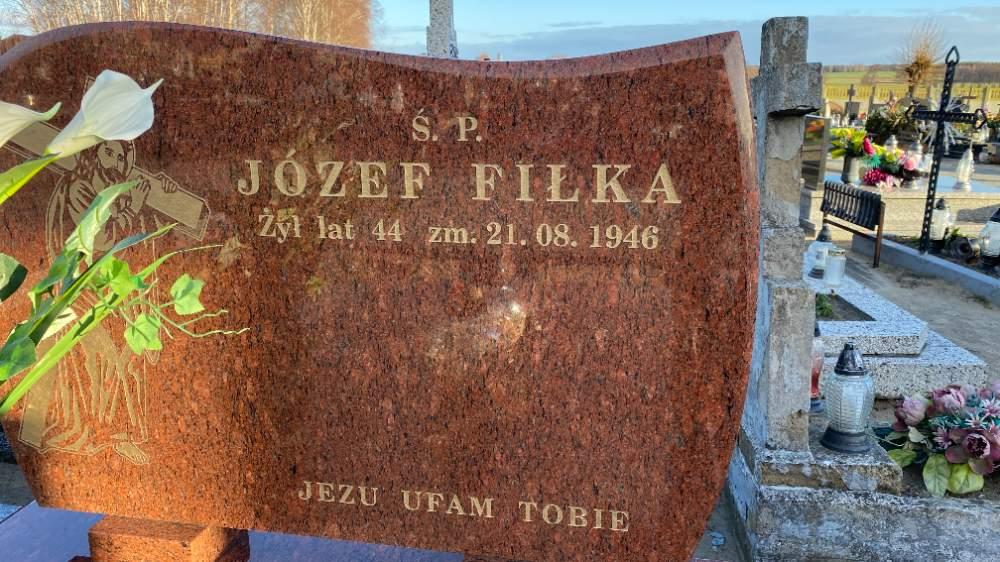 Ś. P.
JÓZEF FIŁKA
Żył lat 44 zm. 21. 08. 1946
JEZU UFAM TOBIE